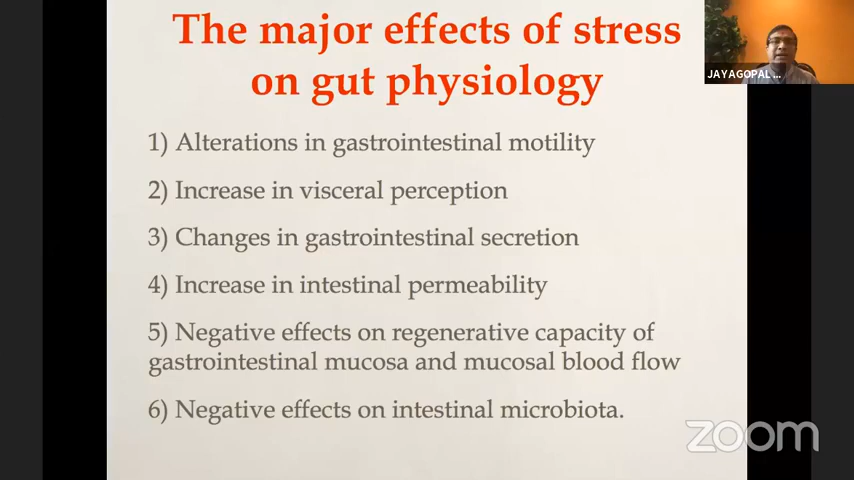 The major effects of stress
on gut physiology
JAYAGOPAL ...
1) Alterations in gastrointestinal motility
2) Increase in visceral perception
3) Changes in gastrointestinal secretion
4) Increase in intestinal permeability
5) Negative effects on regenerative capacity of
gastrointestinal mucosa and mucosal blood flow
6) Negative effects on intestinal microbiota.
zoom